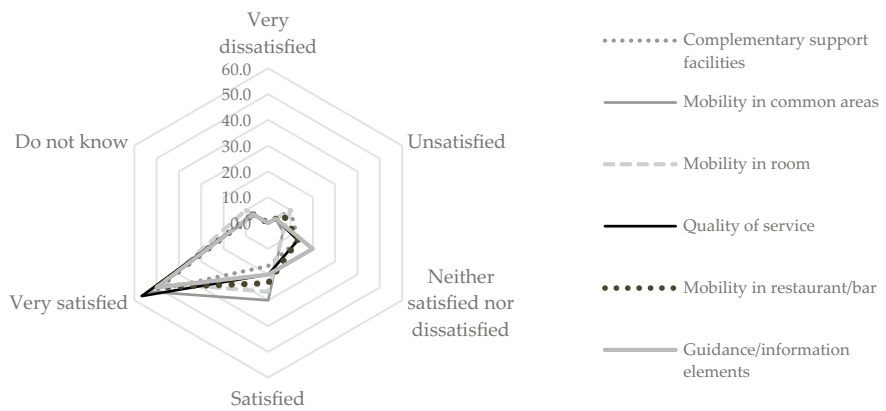 Very
dissatisfied
60.0
50.0
40.0
30.0
20.0
10.0
0.0
Do not know
Unsatisfied
Very satisfied
Neither
satisfied nor
dissatisfied
Satisfied
Complementary support
facilities
Mobility in common areas
Mobility in room
Quality of service
Mobility in restaurant/bar
Guidance/information
elements